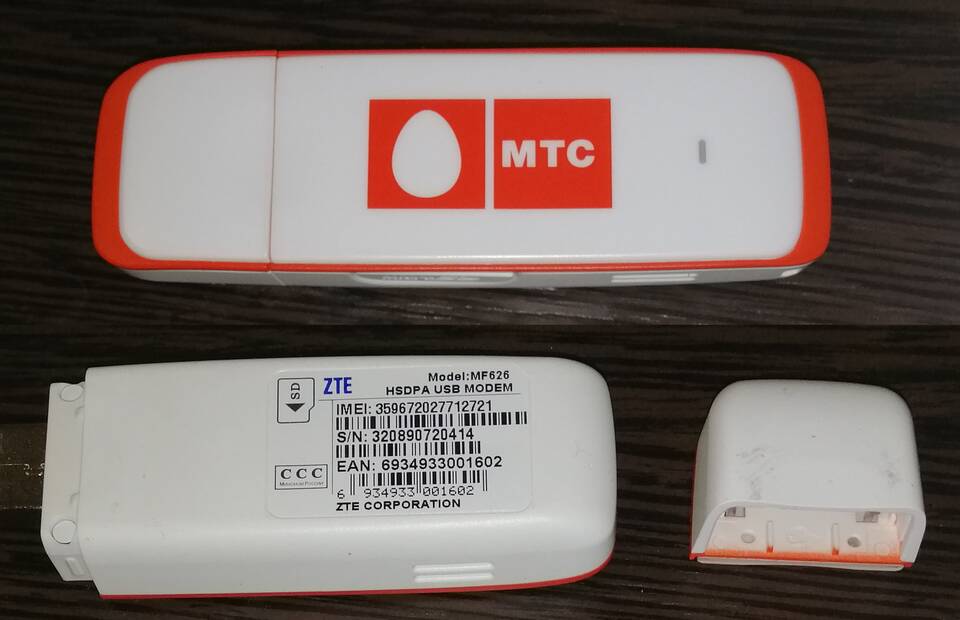 МТС
SD
ZTE
Model:MF626
HSDPA USB MODEM
IMEI: 359672027712721
S/N: 320890720414
EAN: 6934933001602
6 934933 001602
CCC
ZTE CORPORATION